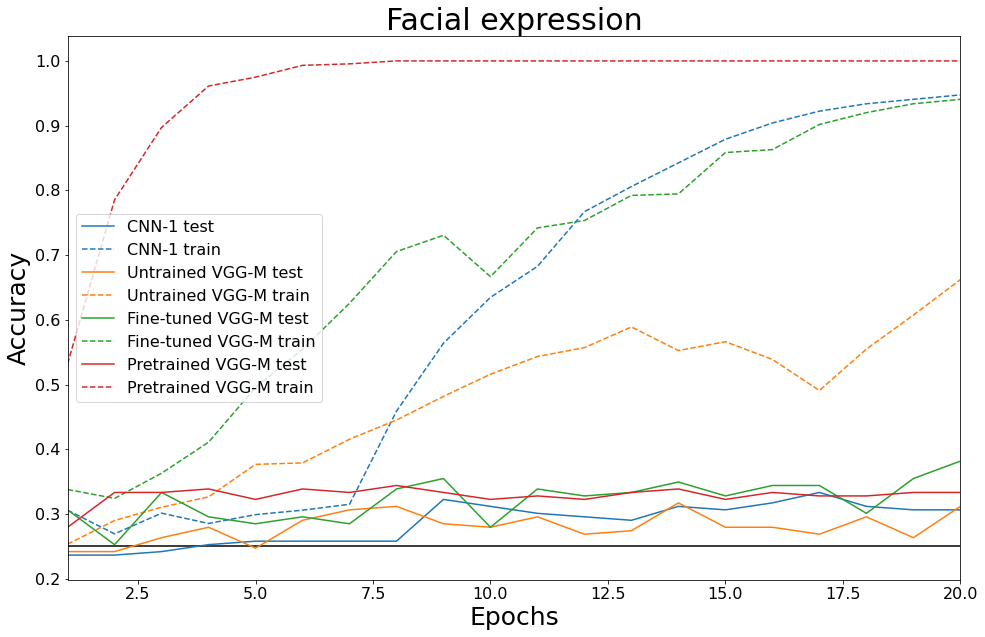 Facial expression
Accuracy
1.0
0.9
0.8
0.7
0.6
0.5
0.4
0.3
0.2
CNN-1 test
CNN-1 train
Untrained VGG-M test
Untrained VGG-M train
Fine-tuned VGG-M test
Fine-tuned VGG-M train
Pretrained VGG-M test
Pretrained VGG-M train
2.5 5.0 7.5 10.0 12.5 15.0 17.5 20.0
Epochs